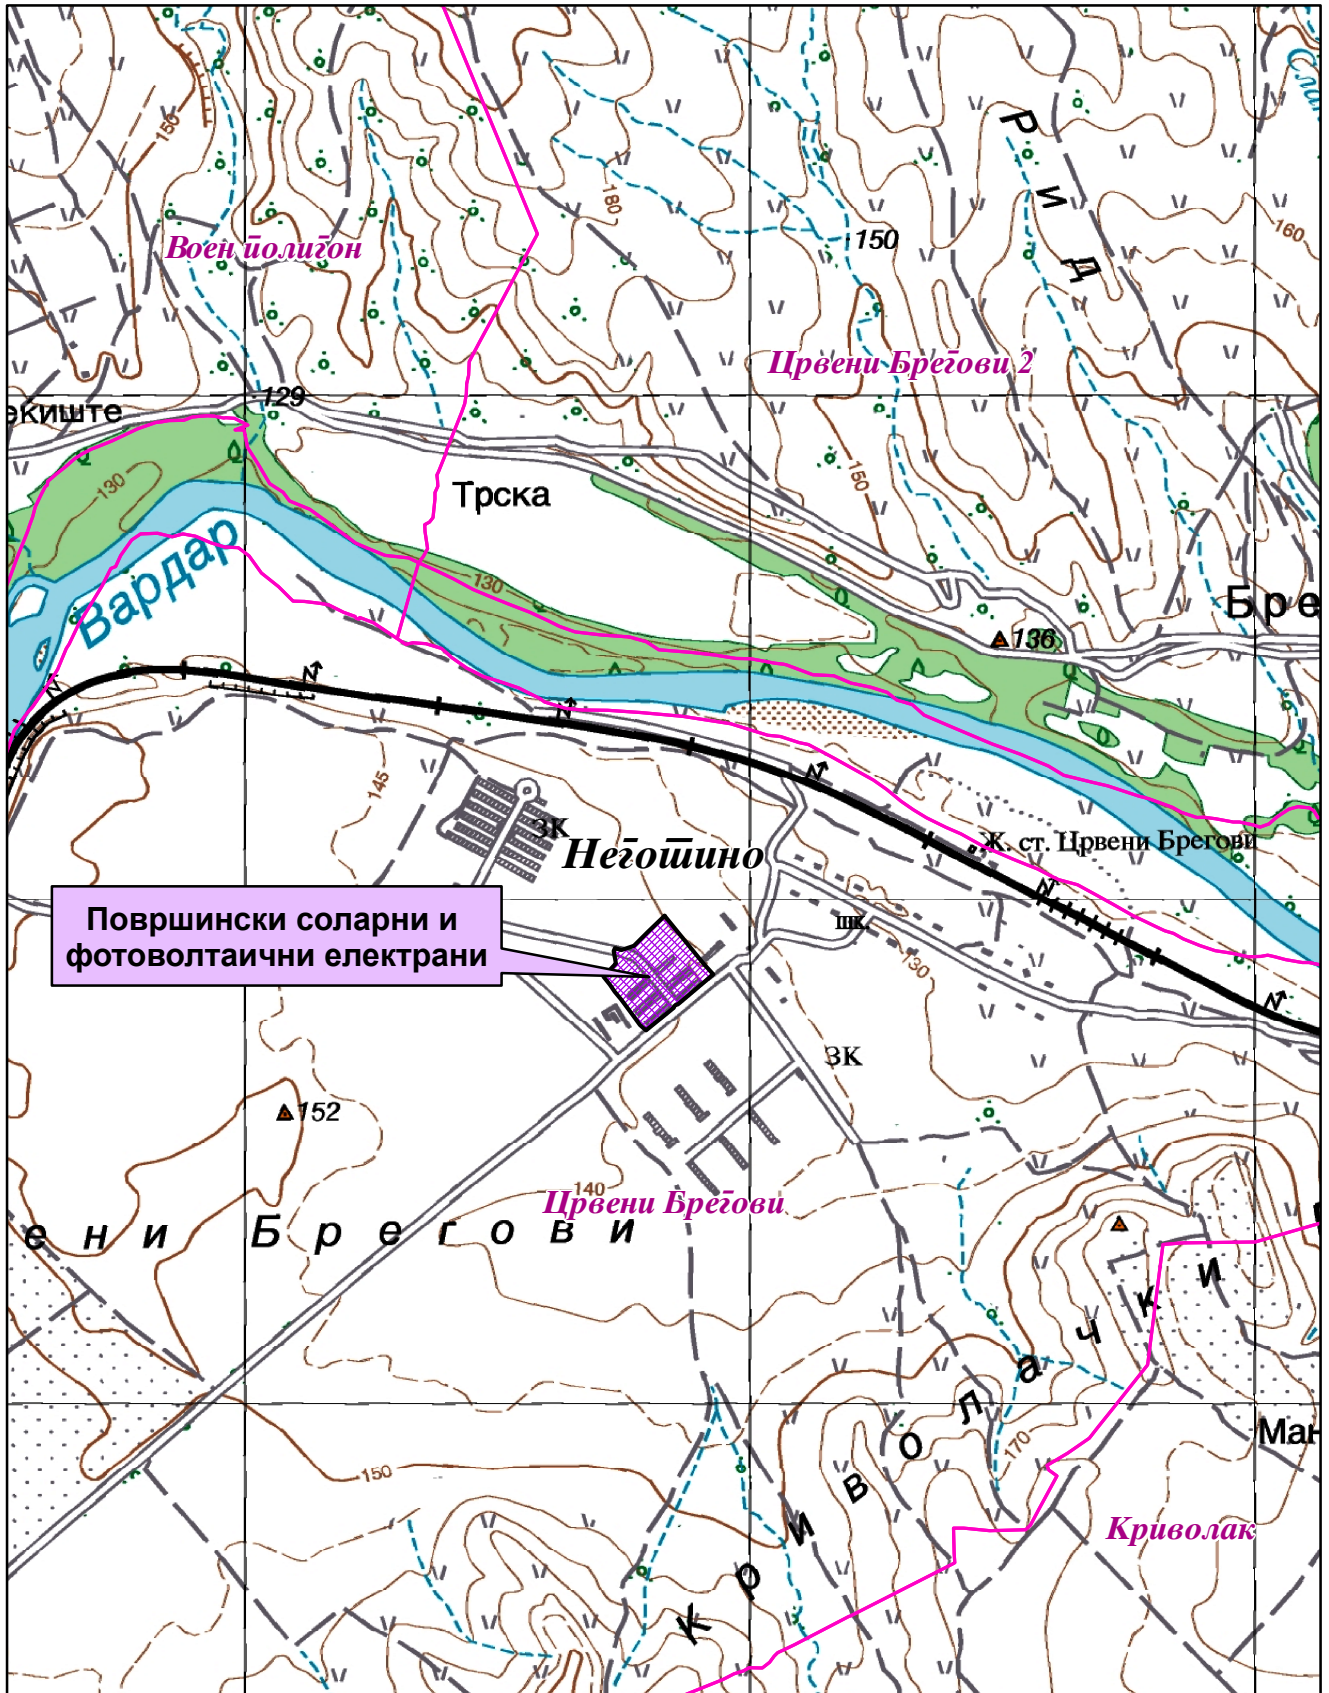 150
180
Рид
160
Воен полигон
150
Црвени Брегови 2
129
экиште
130
Трска
150
Вардар
130
136
Бре
145
ЗК
Неготино
Ж. ст. Црвени Брегови
Површински соларни и
фотоволтаични електрани
шк.
130
ЗК
152
140
Црвени Брегови
ени Брегови
Криволачки
Ман
170
150
Криволак